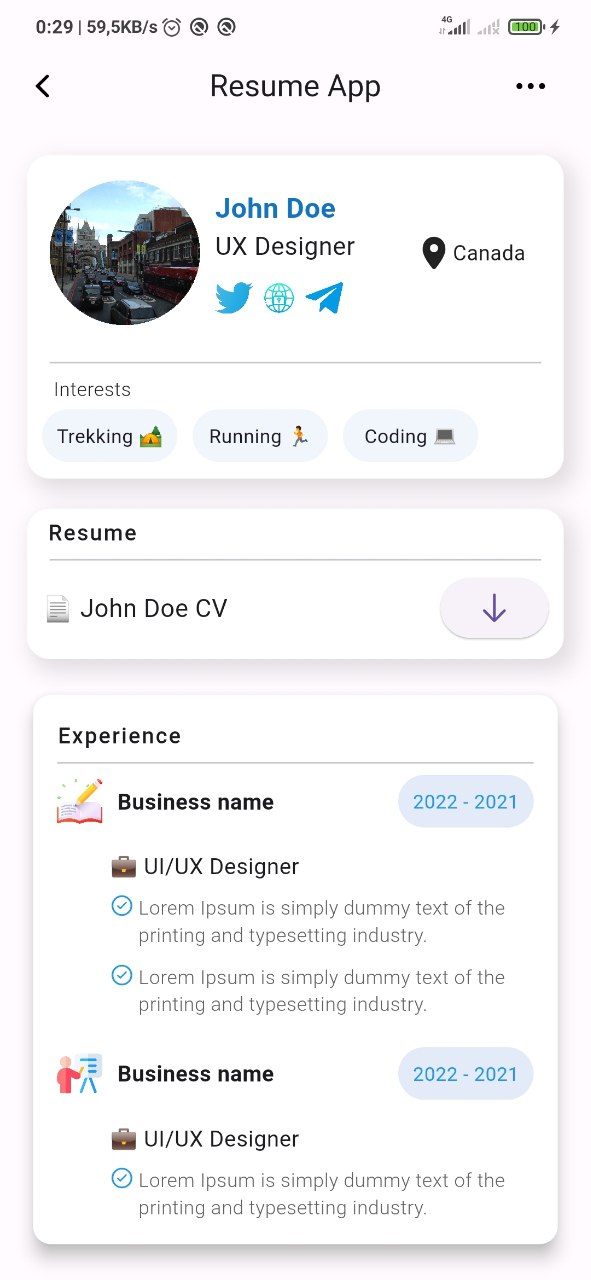 0:29 | 59,5KB/s
4G
100
Resume App
John Doe
UX Designer
Canada
Interests
Trekking
Running
Coding
Resume
John Doe CV
Experience
Business name
2022 - 2021
UI/UX Designer
Lorem Ipsum is simply dummy text of the
printing and typesetting industry.
Lorem Ipsum is simply dummy text of the
printing and typesetting industry.
Business name
2022 - 2021
UI/UX Designer
Lorem Ipsum is simply dummy text of the
printing and typesetting industry.